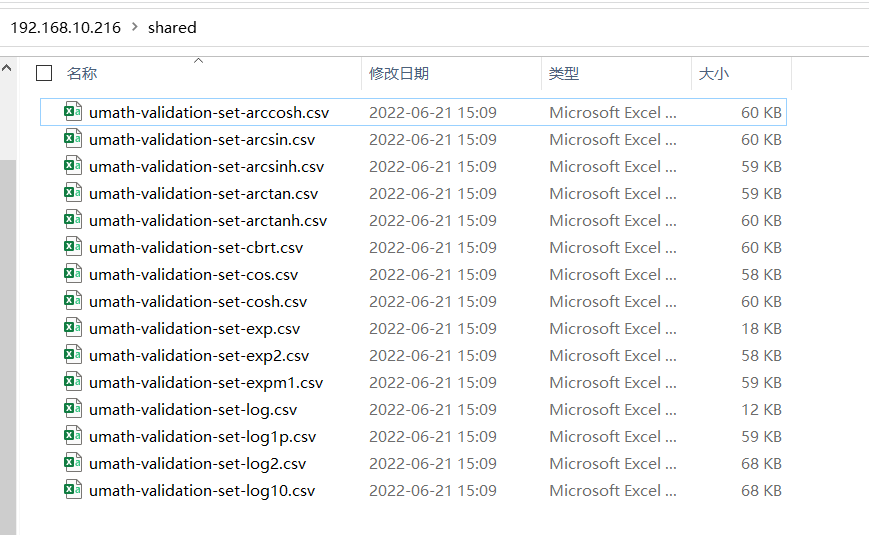 192.168.10.216 > shared
名称 修改日期 类型 大小
umath-validation-set-arccosh.csv 2022-06-21 15:09 Microsoft Excel ... 60 KB
umath-validation-set-arcsin.csv 2022-06-21 15:09 Microsoft Excel ... 60 KB
umath-validation-set-arcsinh.csv 2022-06-21 15:09 Microsoft Excel ... 59 KB
umath-validation-set-arctan.csv 2022-06-21 15:09 Microsoft Excel ... 59 KB
umath-validation-set-arctanh.csv 2022-06-21 15:09 Microsoft Excel ... 60 KB
umath-validation-set-cbrt.csv 2022-06-21 15:09 Microsoft Excel ... 60 KB
umath-validation-set-cos.csv 2022-06-21 15:09 Microsoft Excel ... 58 KB
umath-validation-set-cosh.csv 2022-06-21 15:09 Microsoft Excel ... 60 KB
umath-validation-set-exp.csv 2022-06-21 15:09 Microsoft Excel ... 18 KB
umath-validation-set-exp2.csv 2022-06-21 15:09 Microsoft Excel ... 58 KB
umath-validation-set-expm1.csv 2022-06-21 15:09 Microsoft Excel ... 59 KB
umath-validation-set-log.csv 2022-06-21 15:09 Microsoft Excel ... 12 KB
umath-validation-set-log1p.csv 2022-06-21 15:09 Microsoft Excel ... 59 KB
umath-validation-set-log2.csv 2022-06-21 15:09 Microsoft Excel ... 68 KB
umath-validation-set-log10.csv 2022-06-21 15:09 Microsoft Excel ... 68 KB